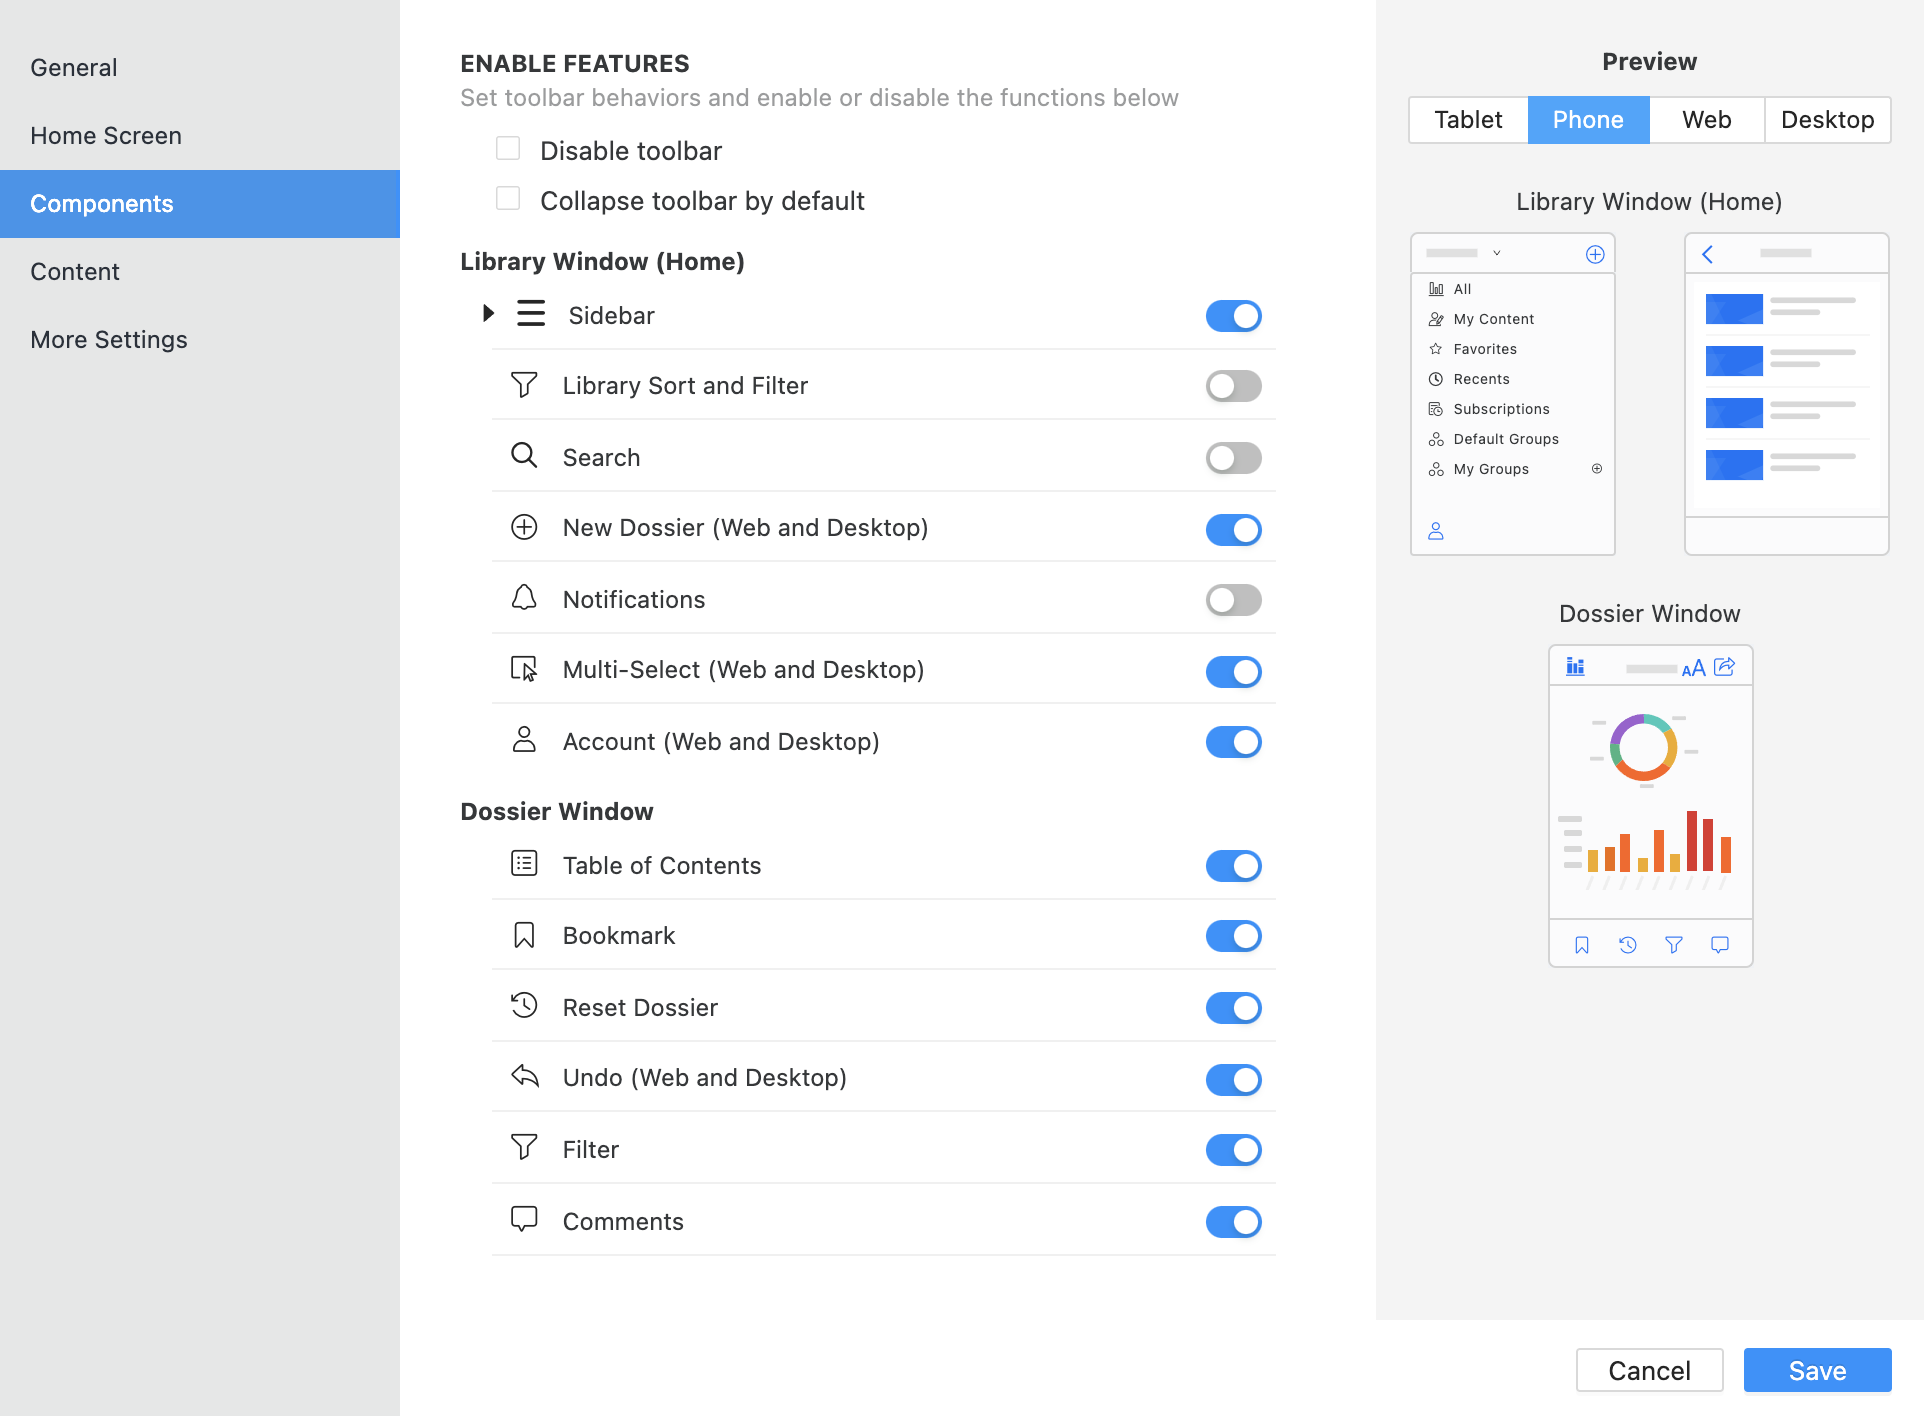 General
Home Screen
Components
Content
More Settings
ENABLE FEATURES
Set toolbar behaviors and enable or disable the functions below
Disable toolbar
Collapse toolbar by default
Library Window (Home)
Sidebar
Library Sort and Filter
Search
New Dossier (Web and Desktop)
Notifications
Multi-Select (Web and Desktop)
Account (Web and Desktop)
Dossier Window
Table of Contents
Bookmark
Reset Dossier
Undo (Web and Desktop)
Filter
Comments
Preview
Tablet Phone Web Desktop
Library Window (Home)
All
My Content
Favorites
Recents
Subscriptions
Default Groups
My Groups
Dossier Window
AA
Cancel Save